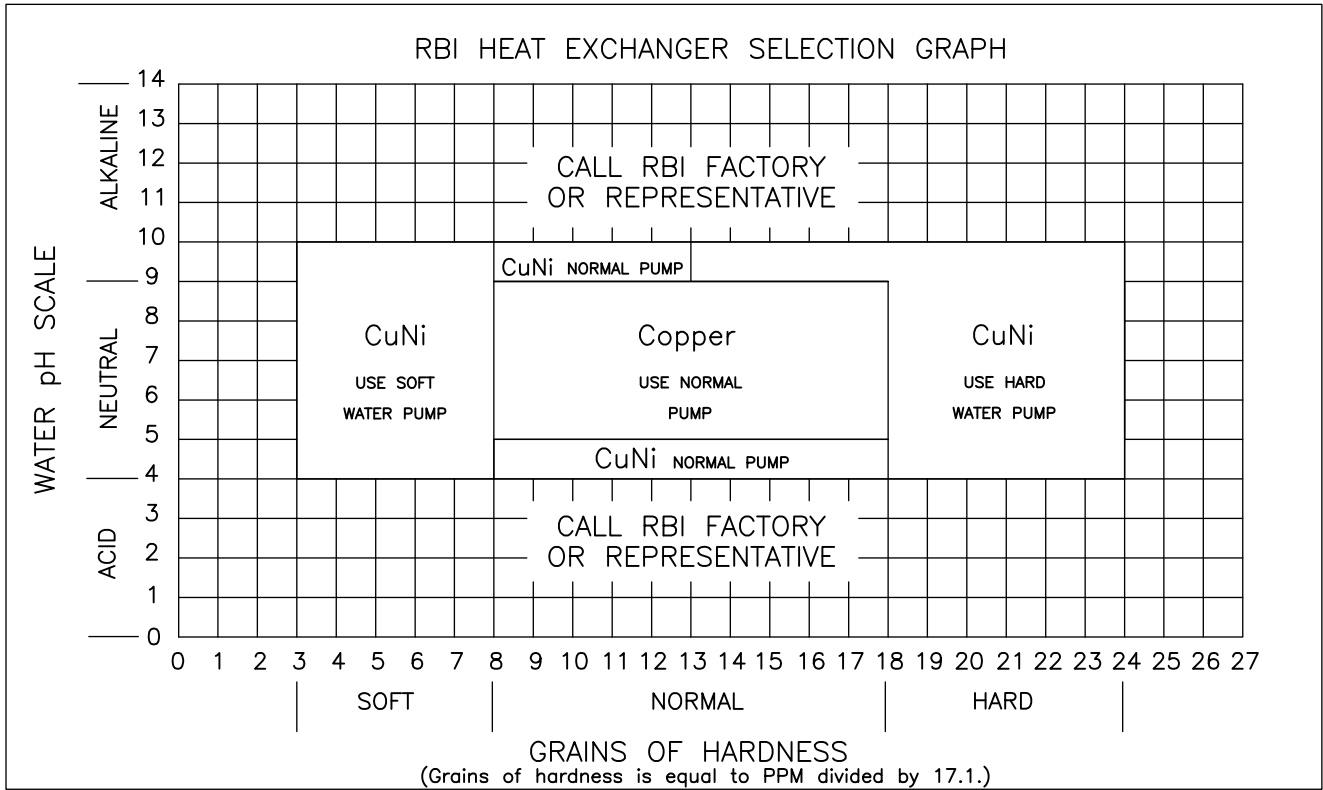 RBI HEAT EXCHANGER SELECTION GRAPH
14
13
12
11
10
9
8
7
6
5
4
3
2
1
0
ALKALINE
NEUTRAL
ACID
WATER pH SCALE
CALL RBI FACTORY
OR REPRESENTATIVE
CuNi NORMAL PUMP
CuNi
USE SOFT
WATER PUMP
Copper
USE NORMAL
PUMP
CuNi
USE HARD
WATER PUMP
CuNi NORMAL PUMP
CALL RBI FACTORY
OR REPRESENTATIVE
0 1 2 3 4 5 6 7 8 9 10 11 12 13 14 15 16 17 18 19 20 21 22 23 24 25 26 27
SOFT NORMAL HARD
GRAINS OF HARDNESS
(Grains of hardness is equal to PPM divided by 17.1.)